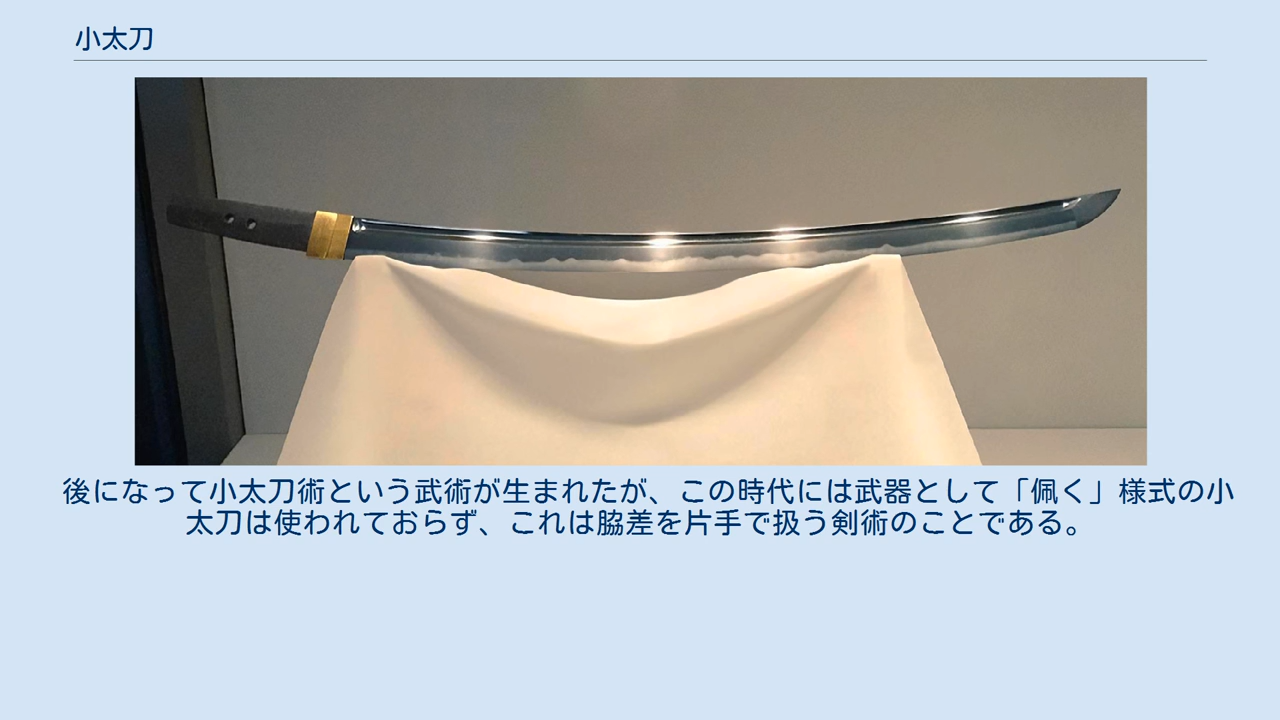 小太刀
後になって小太刀術という武術が生まれたが、この時代には武器として「佩く」様式の小
太刀は使われておらず、これは脇差を片手で扱う剣術のことである。